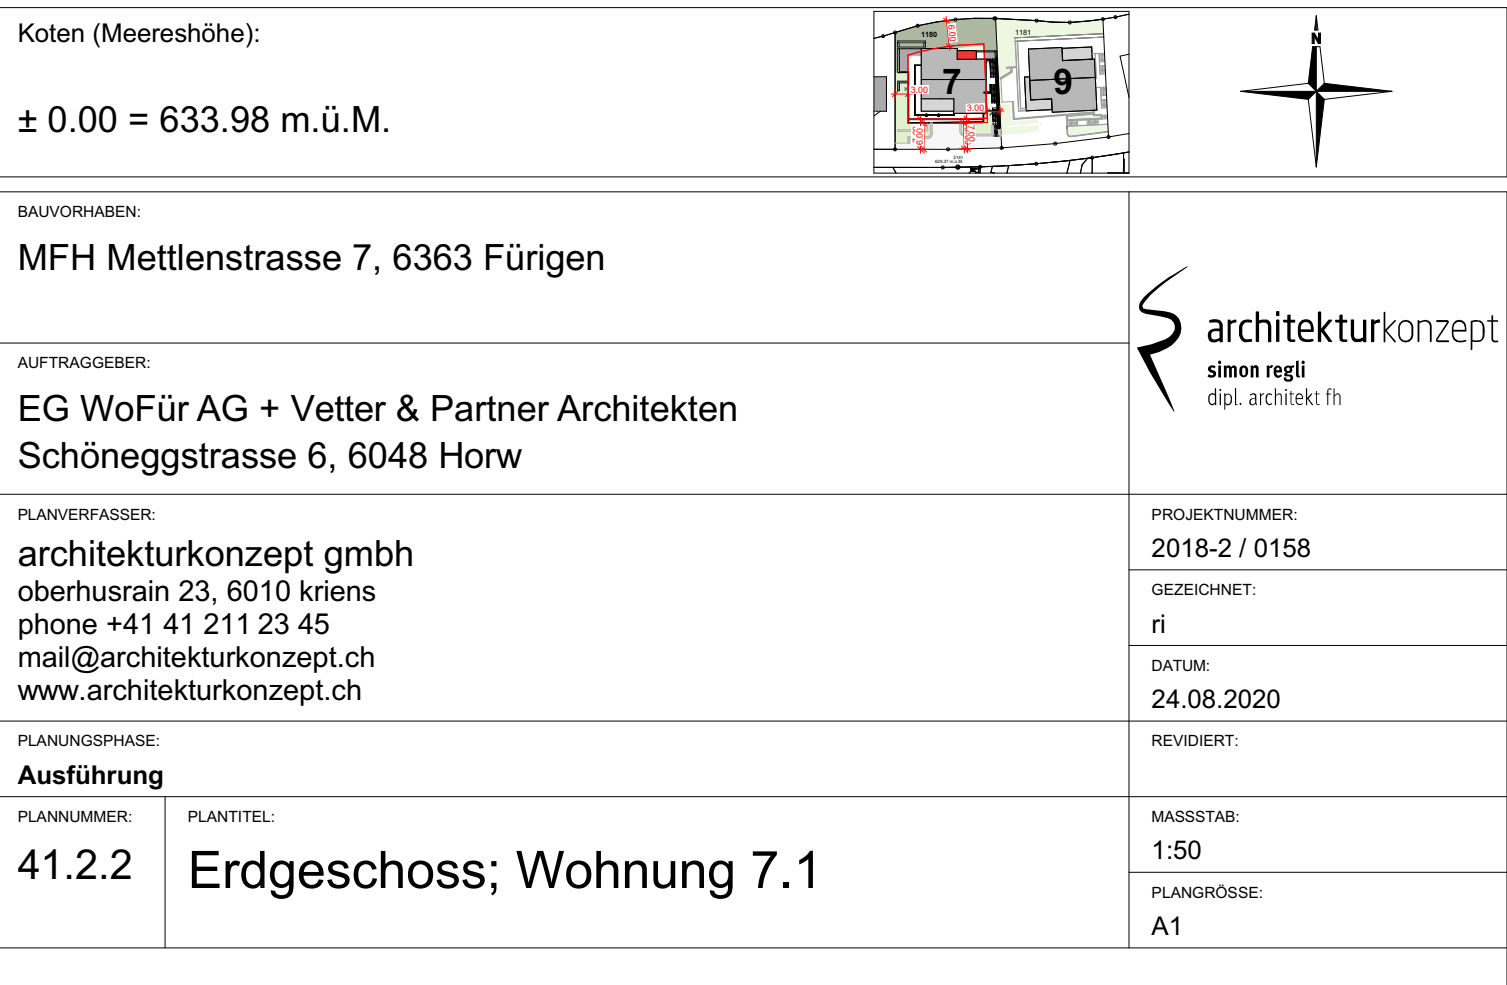 Koten (Meereshöhe):
± 0.00 = 633.98 m.ü.M.
1180
1181
6.00
7
9
3.00
3.00
6.00
7.00
2141
629.37 m.ü.M.
N
BAUVORHABEN:
MFH Mettlenstrasse 7, 6363 Fürigen
AUFTRAGGEBER:
EG WoFür AG + Vetter & Partner Architekten
Schöneggstrasse 6, 6048 Horw
architekturkonzept
simon regli
dipl. architekt fh
PLANVERFASSER:
architekturkonzept gmbh
oberhusrain 23, 6010 kriens
phone +41 41 211 23 45
mail@architekturkonzept.ch
www.architekturkonzept.ch
PROJEKTNUMMER:
2018-2 / 0158
GEZEICHNET:
ri
DATUM:
24.08.2020
PLANUNGSPHASE:
Ausführung
REVIDIERT:
PLANNUMMER:
41.2.2
PLANTITEL:
Erdgeschoss; Wohnung 7.1
MASSSTAB:
1:50
PLANGRÖSSE:
A1